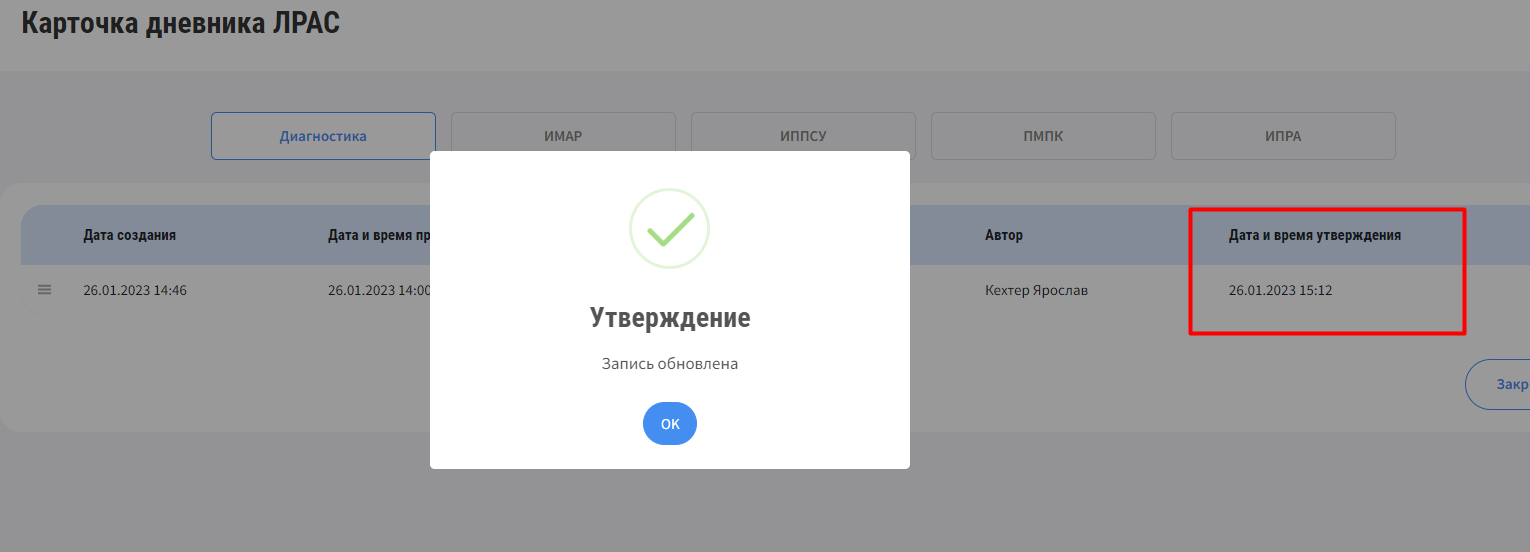 Карточка дневника ЛРАС
Диагностика ИМАР ИППСУ ПМПК ИПРА
Дата создания Дата и время Автор Дата и время утверждения
26.01.2023 14:46 26.01.2023 14:00 Кехтер Ярослав 26.01.2023 15:12
Утверждение
Запись обновлена
Закр
OK